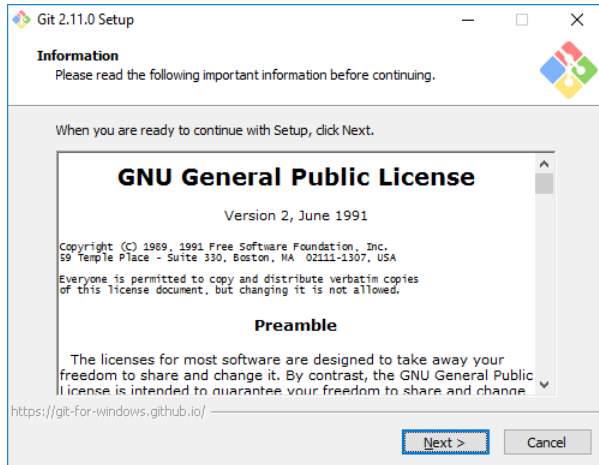 Git 2.11.0 Setup
Information
Please read the following important information before continuing.
When you are ready to continue with Setup, click Next.
GNU General Public License
Version 2, June 1991
Copyright (C) 1989, 1991 Free Software Foundation, Inc.
59 Temple Place - Suite 330, Boston, MA  02111-1307, USA
Everyone is permitted to copy and distribute verbatim copies
of this license document, but changing it is not allowed.
Preamble
The licenses for most software are designed to take away your
freedom to share and change it. By contrast, the GNU General Public
License is intended to guarantee your freedom to share and change
https://git-for-windows.github.io/
Next >
Cancel